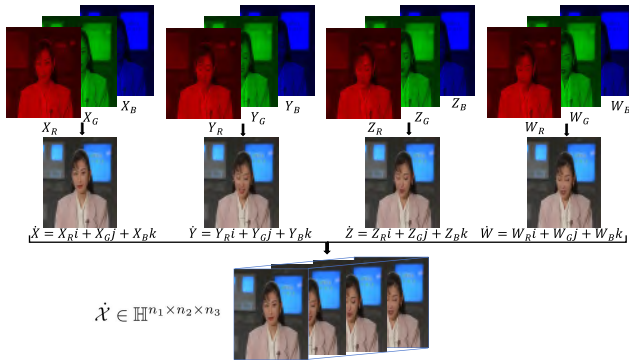 X_R X_G X_B Y_R Y_G Y_B Z_R Z_G Z_B W_R W_G W_B
Ẋ = X_R i + X_G j + X_B k Ẏ = Y_R i + Y_G j + Y_B k Ż = Z_R i + Z_G j + Z_B k Ẇ = W_R i + W_G j + W_B k
𝒳̇ ∈ ℍ^{n_1×n_2×n_3}